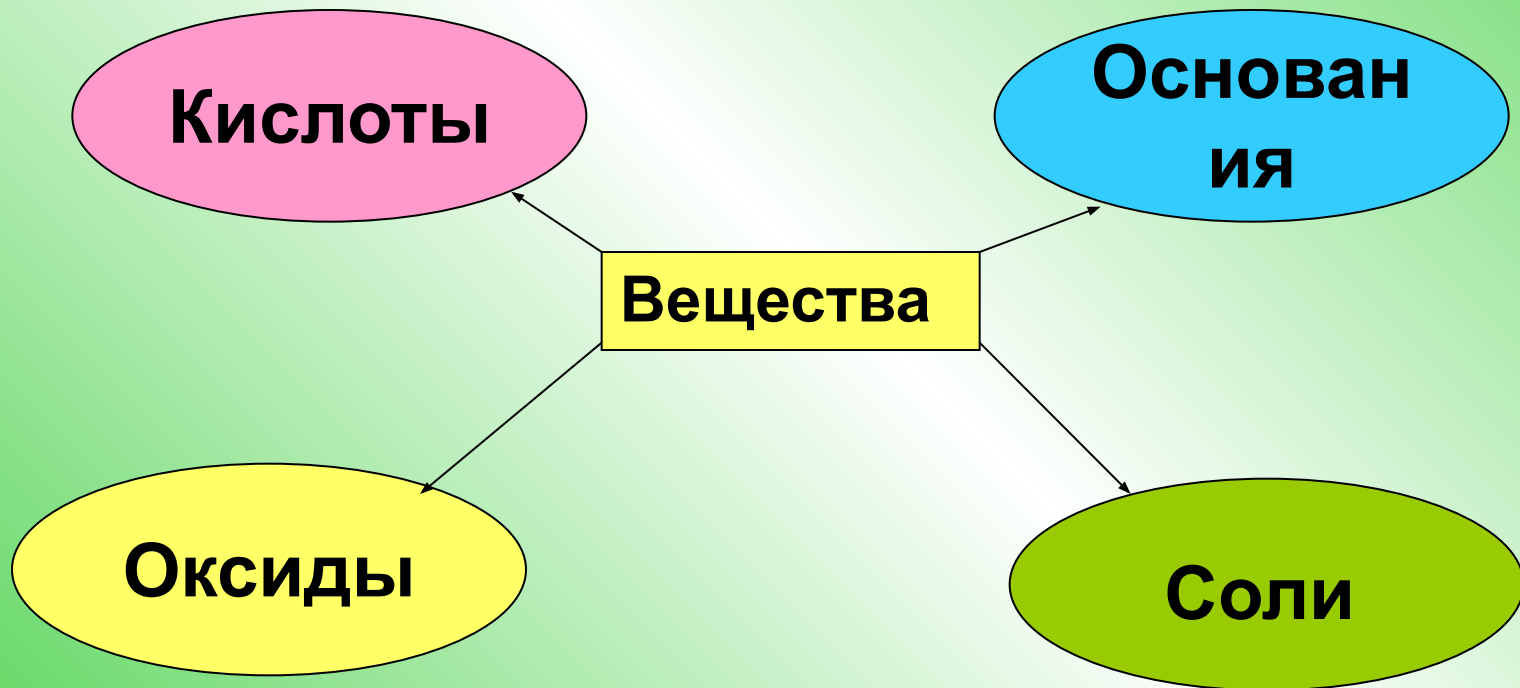 Кислоты
Основан
ия
Вещества
Оксиды
Соли